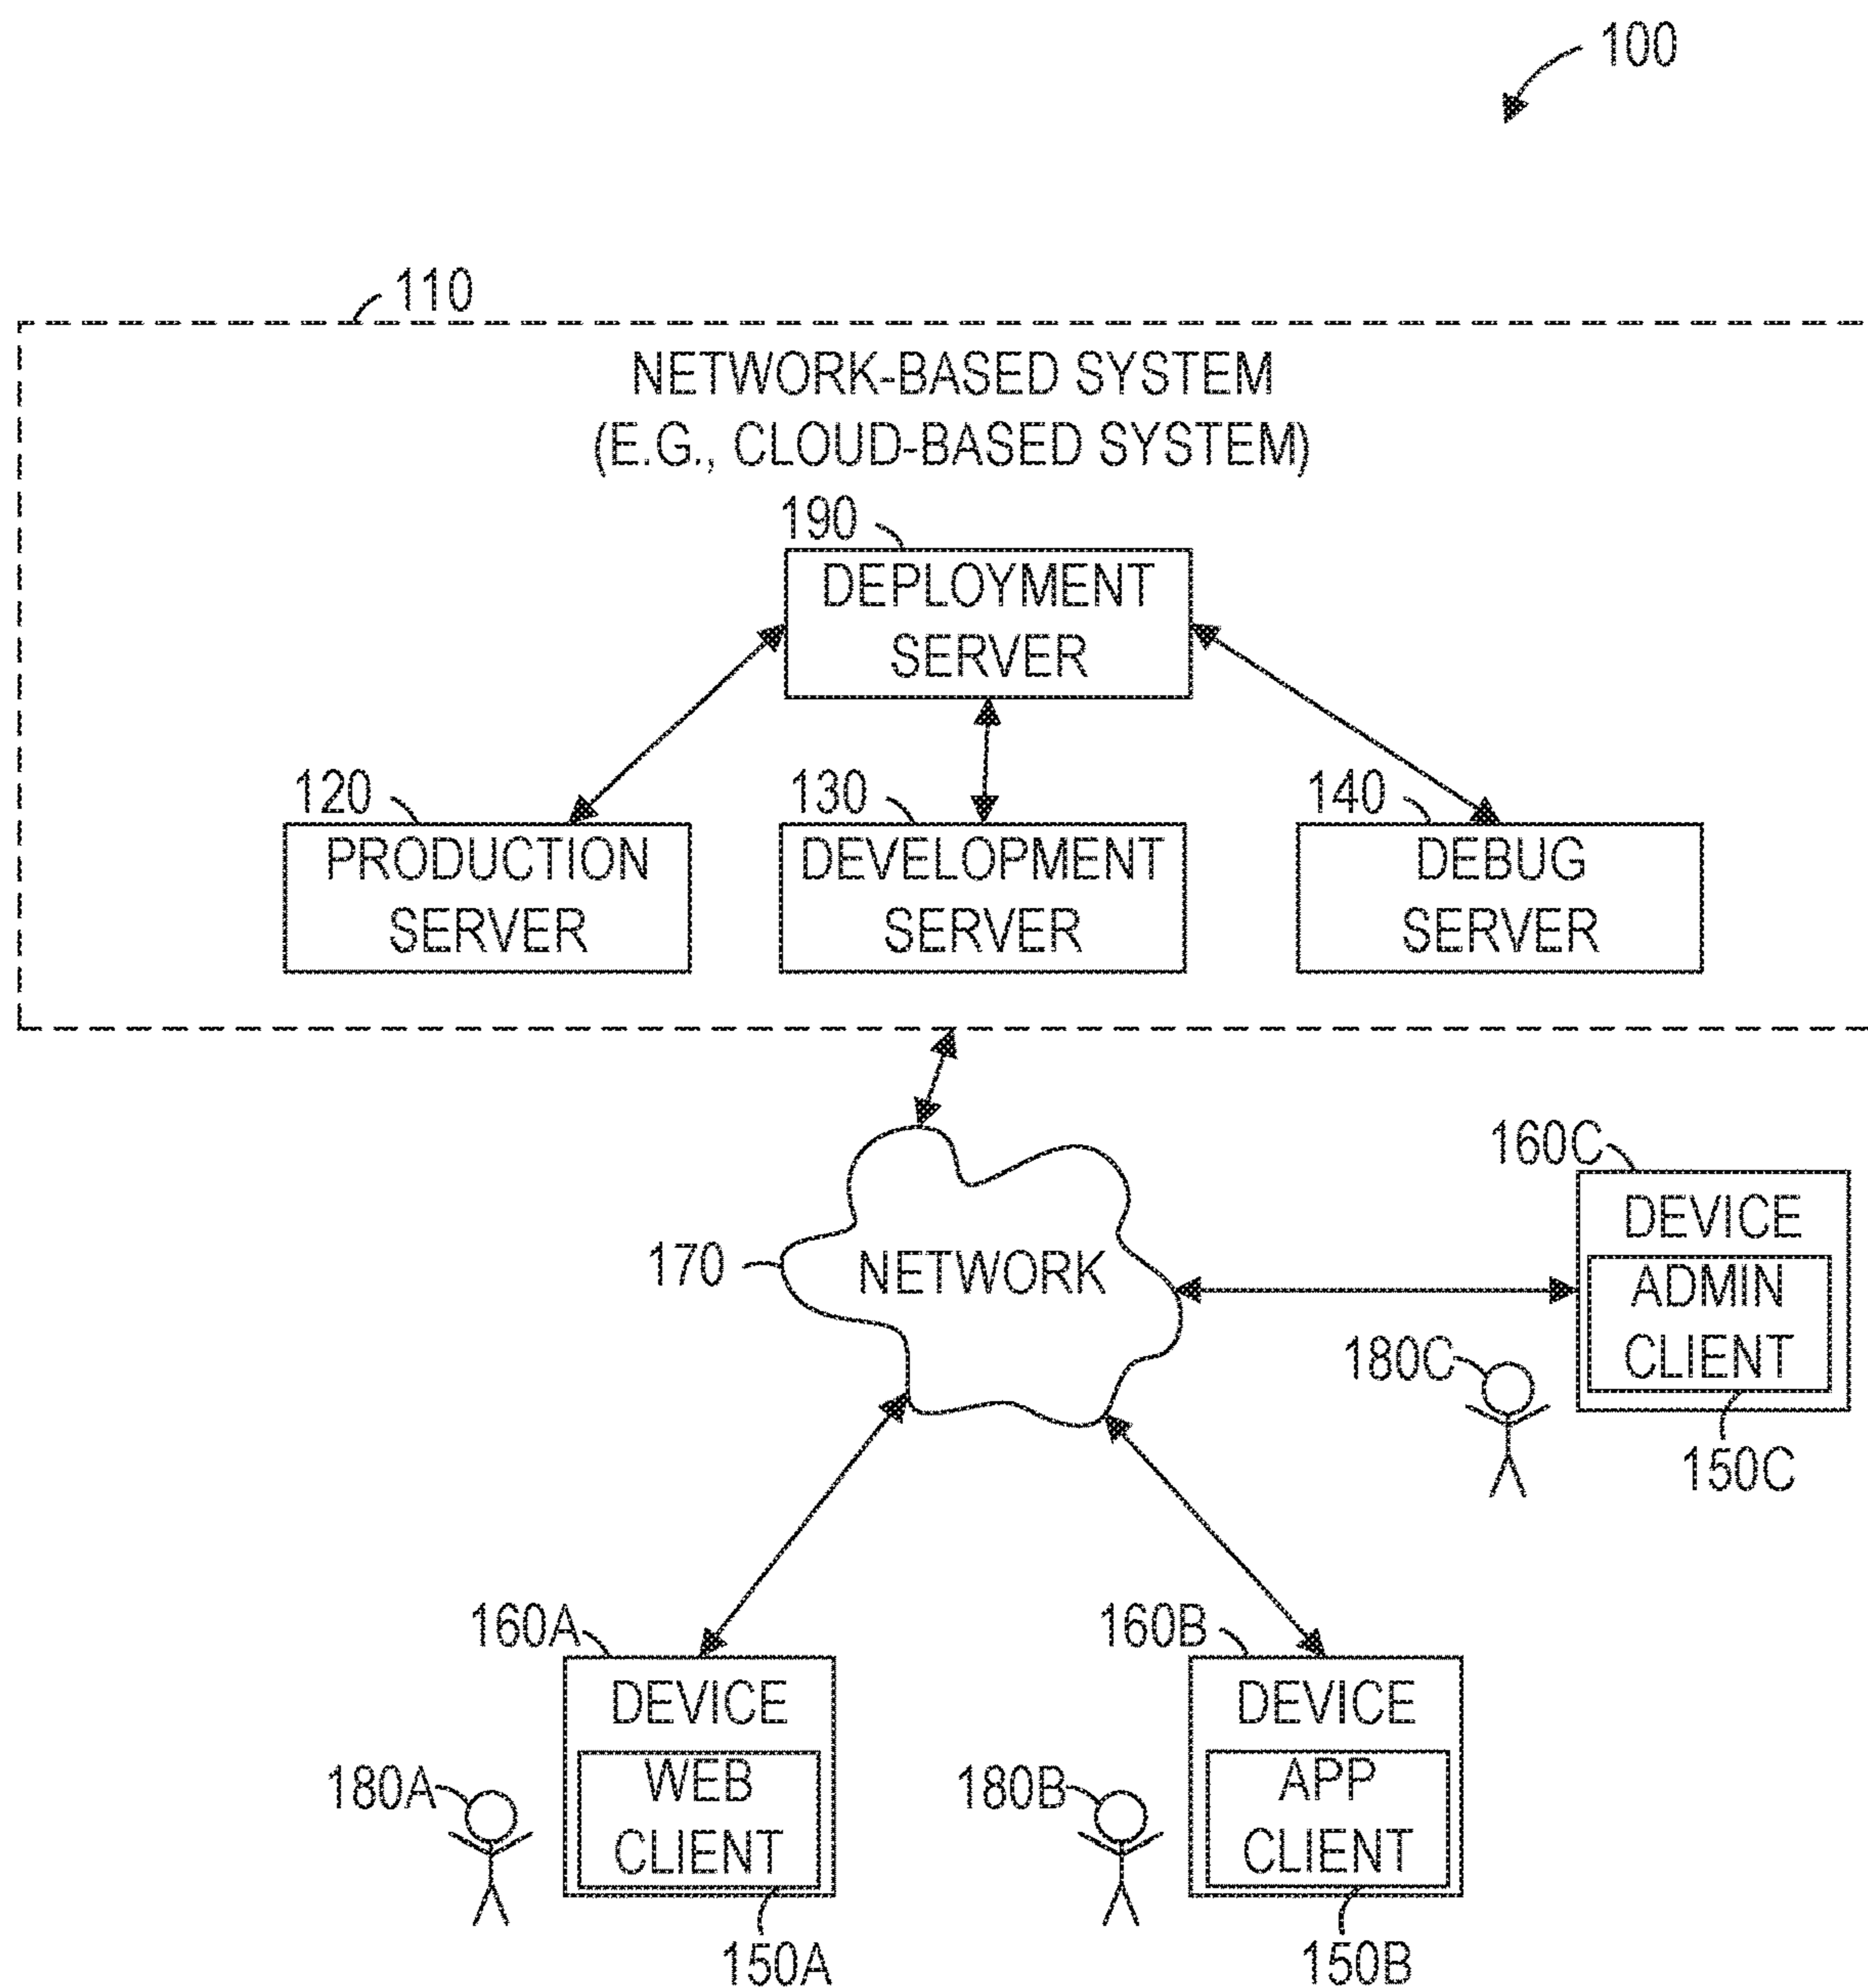 100
110
NETWORK-BASED SYSTEM
(E.G., CLOUD-BASED SYSTEM)
190
DEPLOYMENT
SERVER
120
PRODUCTION
SERVER
130
DEVELOPMENT
SERVER
140
DEBUG
SERVER
170
NETWORK
160C
DEVICE
ADMIN
CLIENT
180C
150C
160A
DEVICE
WEB
CLIENT
180A
150A
160B
DEVICE
APP
CLIENT
180B
150B